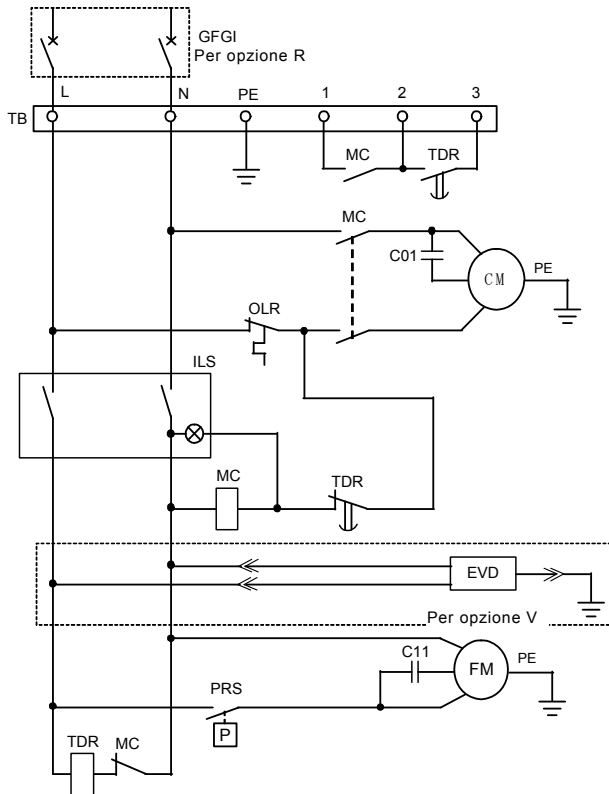 GFGI
Per opzione R
L N PE 1 2 3
TB
MC TDR
MC
C01
CM PE
OLR
ILS
MC TDR
EVD
Per opzione V
C11
FM PE
PRS
P
TDR MC